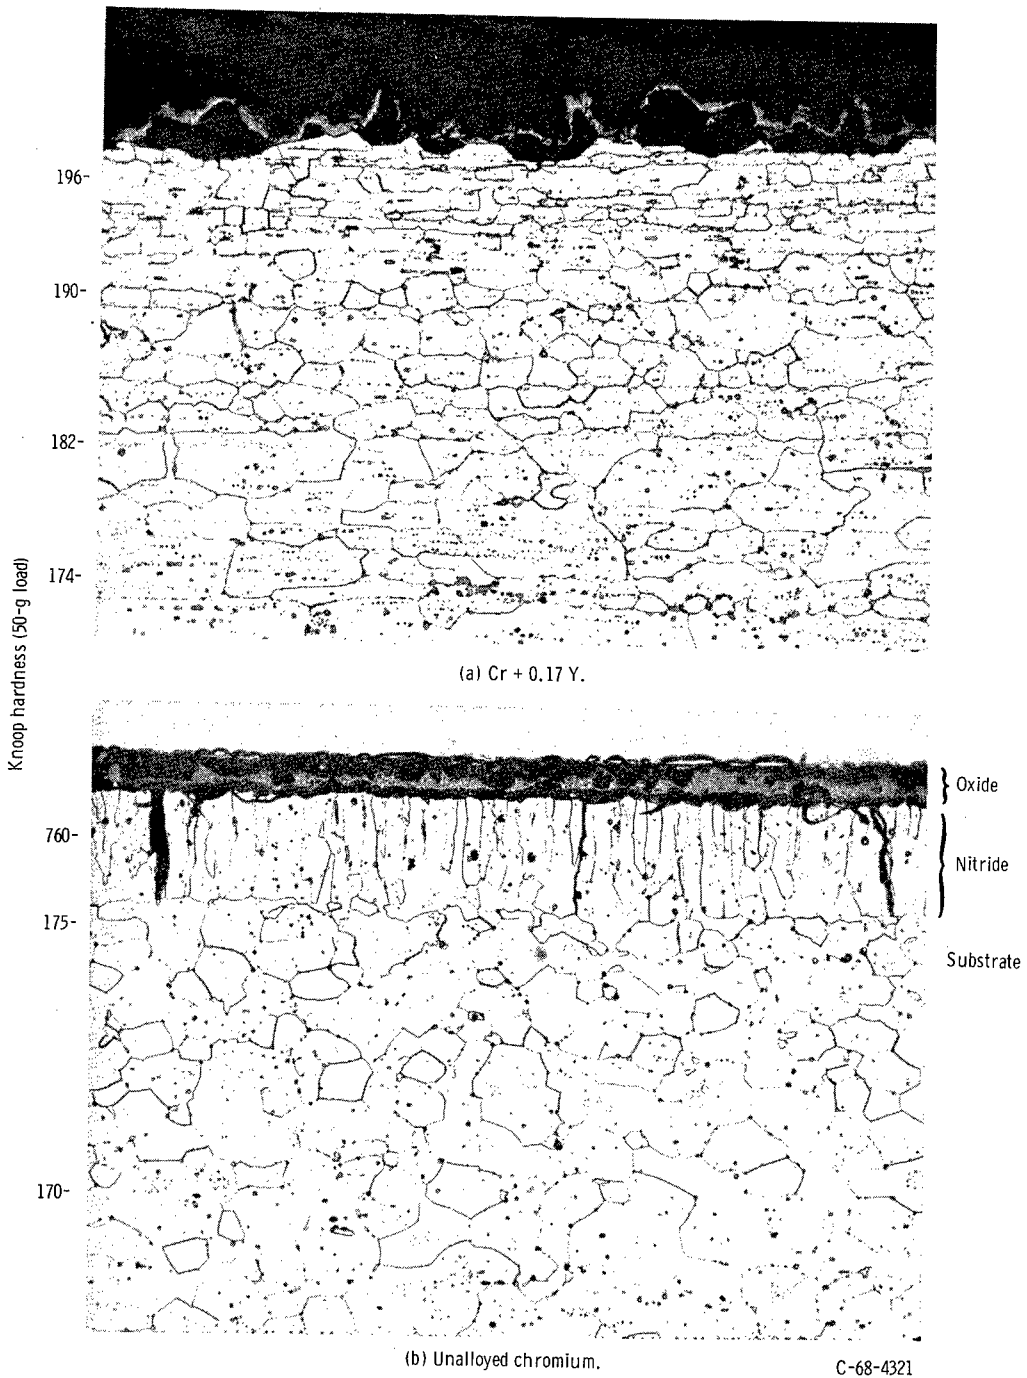 196-
190-
182-
174-
Knoop hardness (50-g load)
(a) Cr + 0.17 Y.
Oxide
760-
Nitride
175-
Substrate
170-
(b) Unalloyed chromium.
C-68-4321